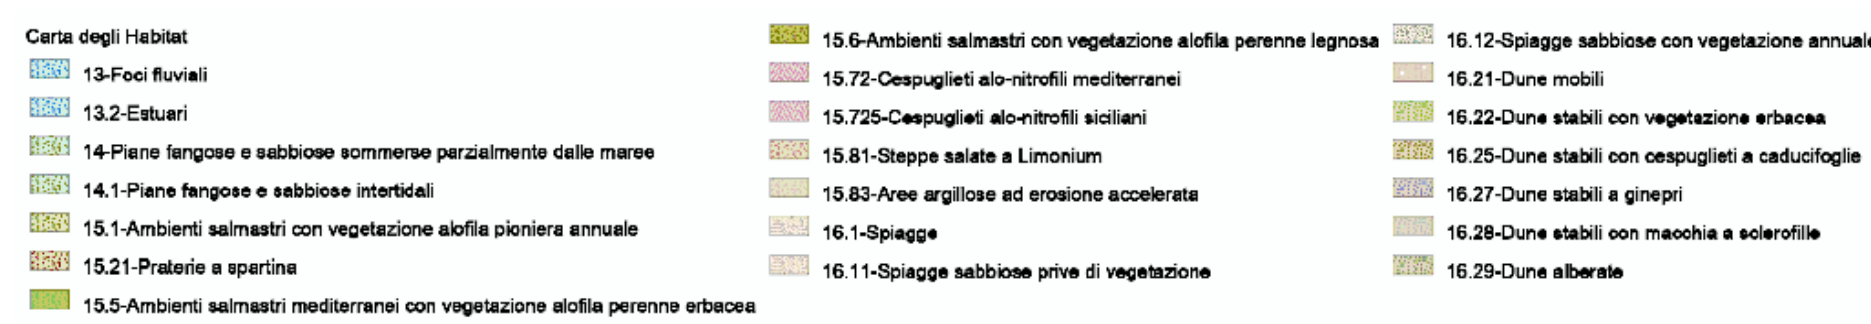 Carta degli Habitat
13-Foci fluviali
13.2-Estuari
14-Piane fangose e sabbiose sommerse parzialmente dalle maree
14.1-Piane fangose e sabbiose intertidali
15.1-Ambienti salmastri con vegetazione alofila pioniera annuale
15.21-Praterie a spartina
15.5-Ambienti salmastri mediterranei con vegetazione alofila perenne erbacea
15.6-Ambienti salmastri con vegetazione alofila perenne legnosa
15.72-Cespuglieti alo-nitrofili mediterranei
15.725-Cespuglieti alo-nitrofili siciliani
15.81-Steppe salate a Limonium
15.83-Aree argillose ad erosione accelerata
16.1-Spiagge
16.11-Spiagge sabbiose prive di vegetazione
16.12-Spiagge sabbiose con vegetazione annuale
16.21-Dune mobili
16.22-Dune stabili con vegetazione erbacea
16.25-Dune stabili con cespuglieti a caducifoglie
16.27-Dune stabili a ginepri
16.28-Dune stabili con macchia a sclerofille
16.29-Dune alberate